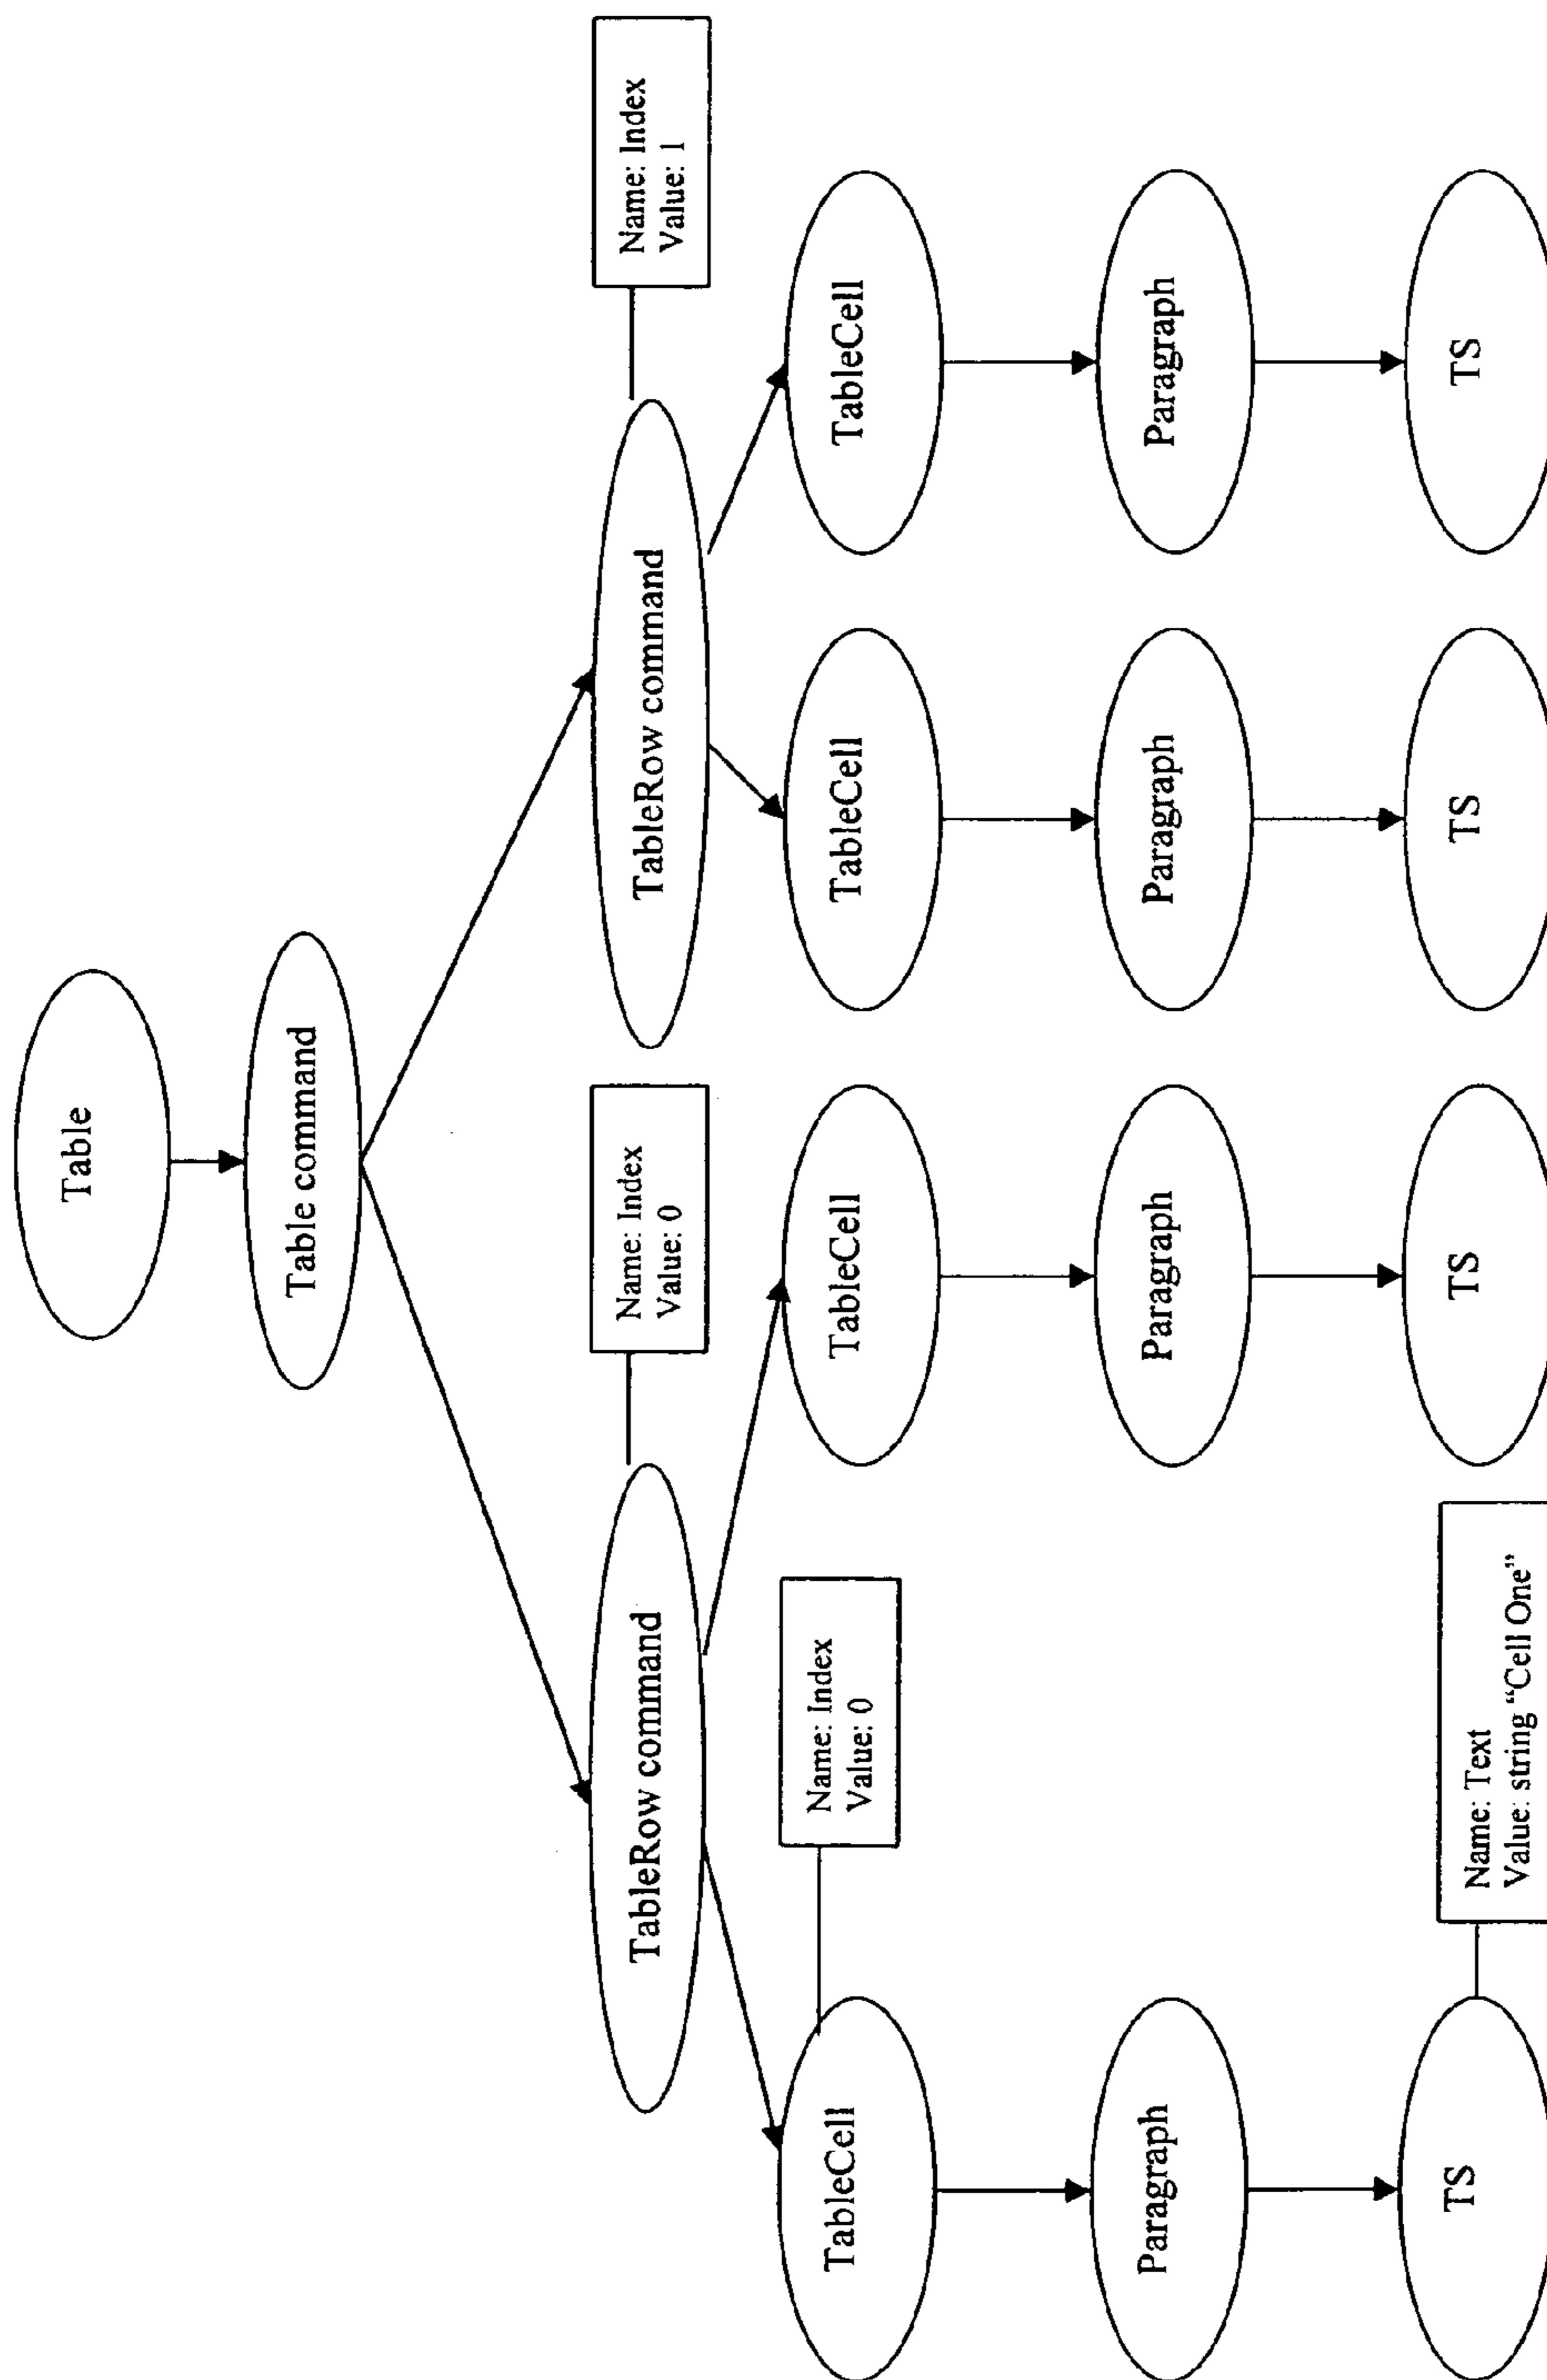 Table
Table command
TableRow command
Name: Index
Value: 0
TableRow command
Name: Index
Value: 1
TableCell
Name: Index
Value: 0
TableCell
TableCell
TableCell
Paragraph
Paragraph
Paragraph
Paragraph
TS
Name: Text
Value: string “Cell One”
TS
TS
TS